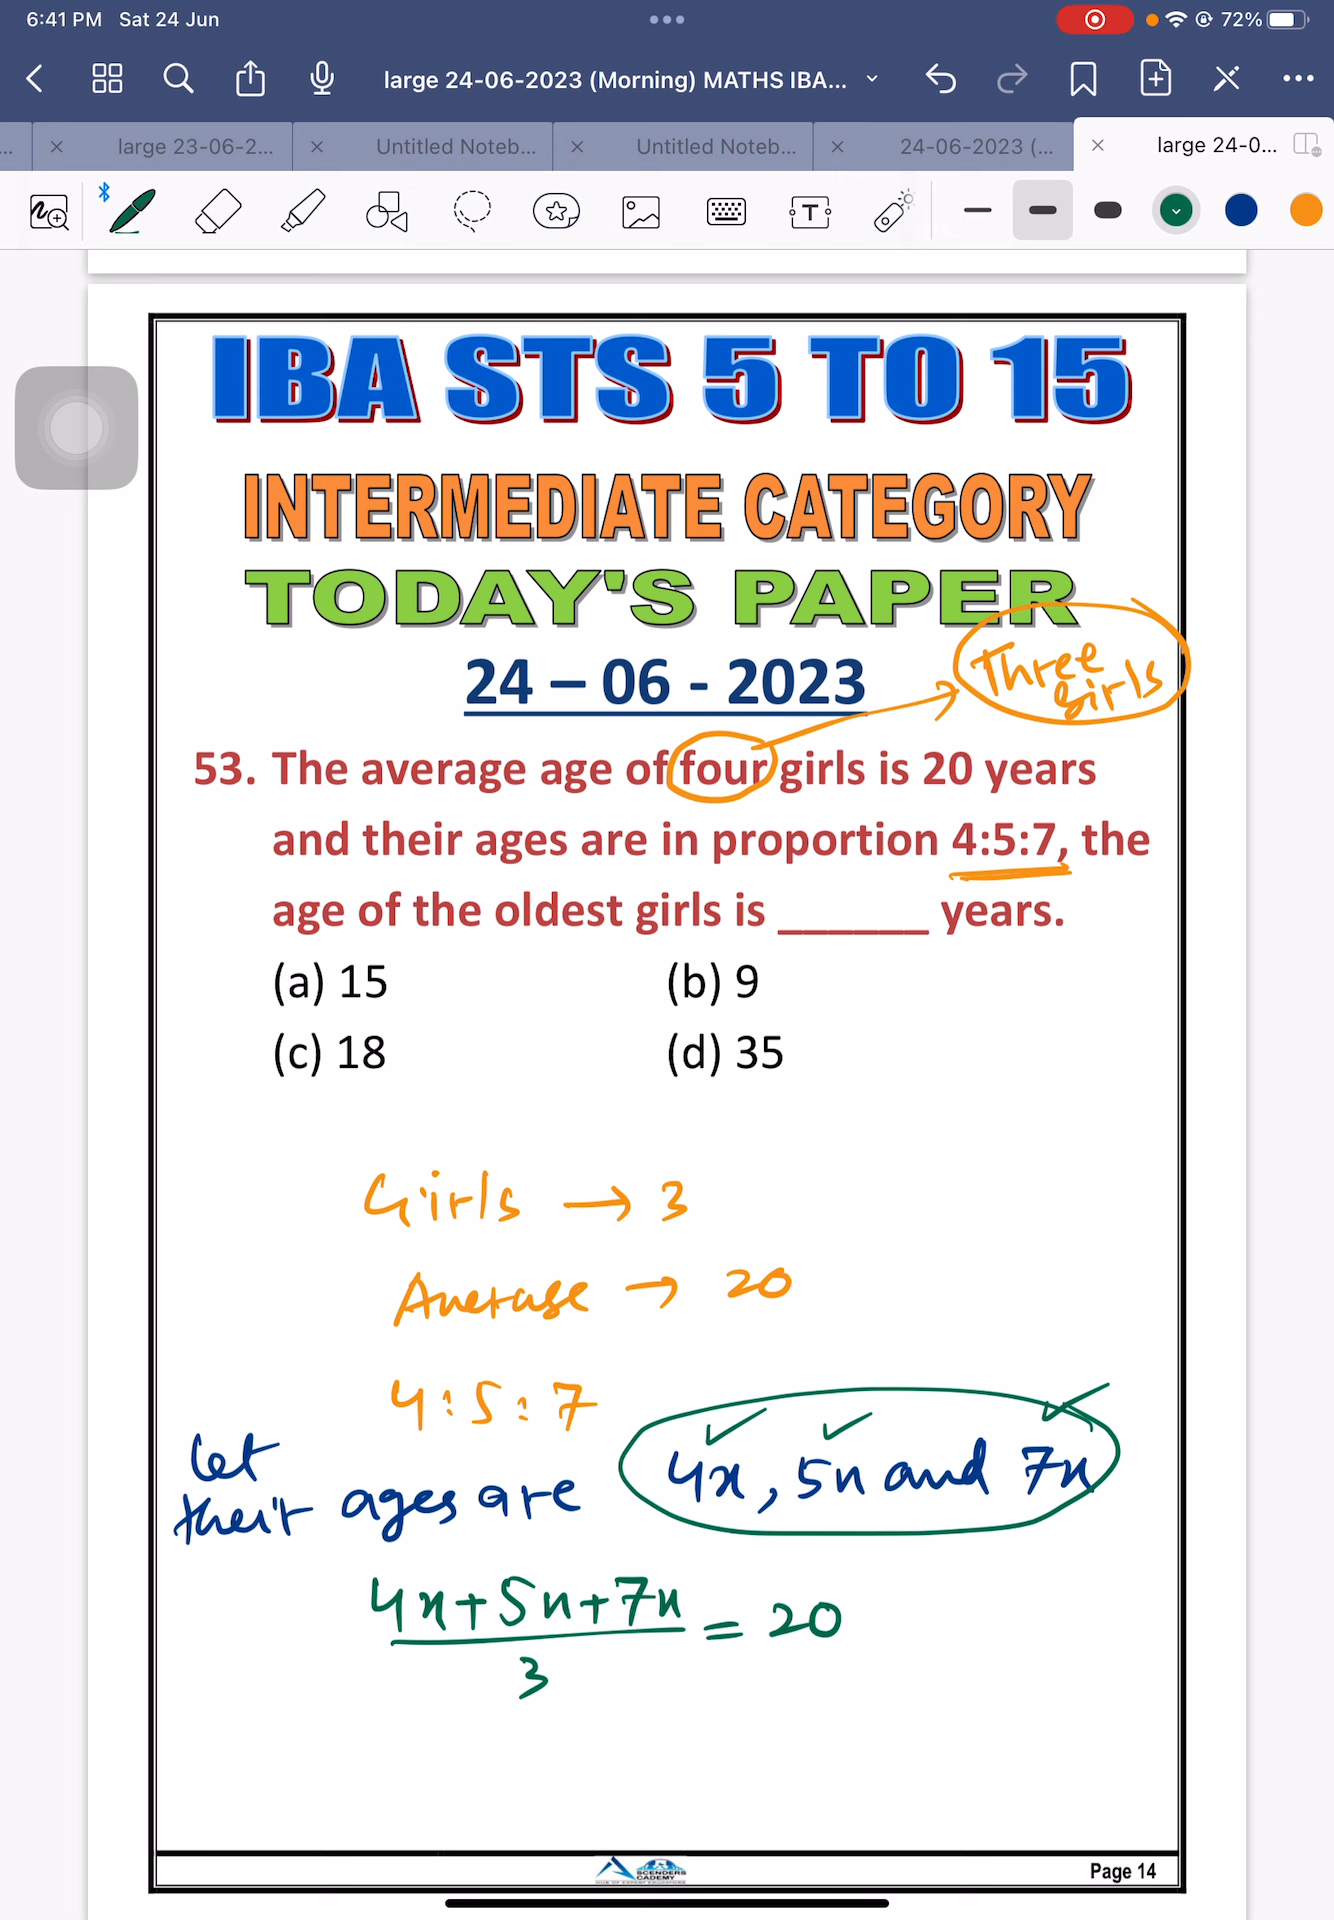 6:41 PM Sat 24 Jun
72%
large 24-06-2023 (Morning) MATHS IBA...
large 23-06-2...
Untitled Noteb...
Untitled Noteb...
24-06-2023 (...
large 24-0...
IBA STS 5 TO 15
INTERMEDIATE CATEGORY
TODAY'S PAPER
24 – 06 - 2023
Three
Girls
53. The average age of four girls is 20 years
and their ages are in proportion 4:5:7, the
age of the oldest girls is ______ years.
(a) 15 (b) 9
(c) 18 (d) 35
Girls → 3
Average → 20
4:5:7
let
their ages are 4x, 5x and 7x
4x+5x+7x
= 20
3
SCENDERS
CADEMY
Page 14